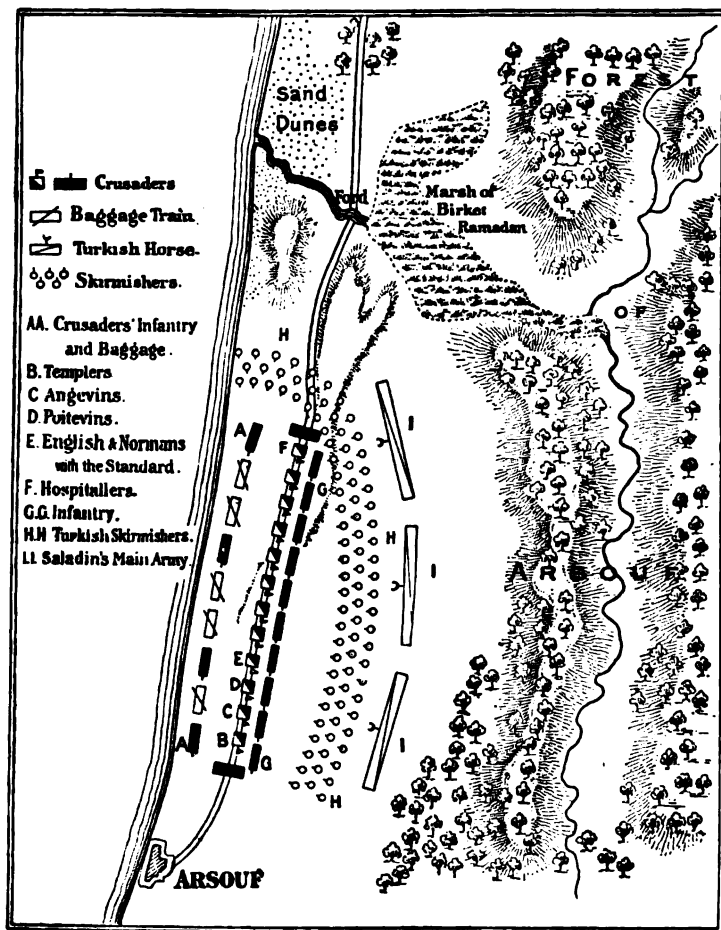 FOREST
Sand
Dunes
Ford
Marsh of
Birket
Ramadan
OF
ARSOUF
Crusaders
Baggage Train.
Turkish Horse.
Skirmishers.
AA. Crusaders' Infantry
and Baggage.
B. Templers
C Angevins.
D. Poitevins.
E. English & Normans
with the Standard.
F. Hospitallers.
G.G. Infantry.
H.H Turkish Skirmishers.
I.I. Saladin's Main Army.
H
A
F
I
G
H
I
E
D
C
B
A
G
I
H
ARSOUF